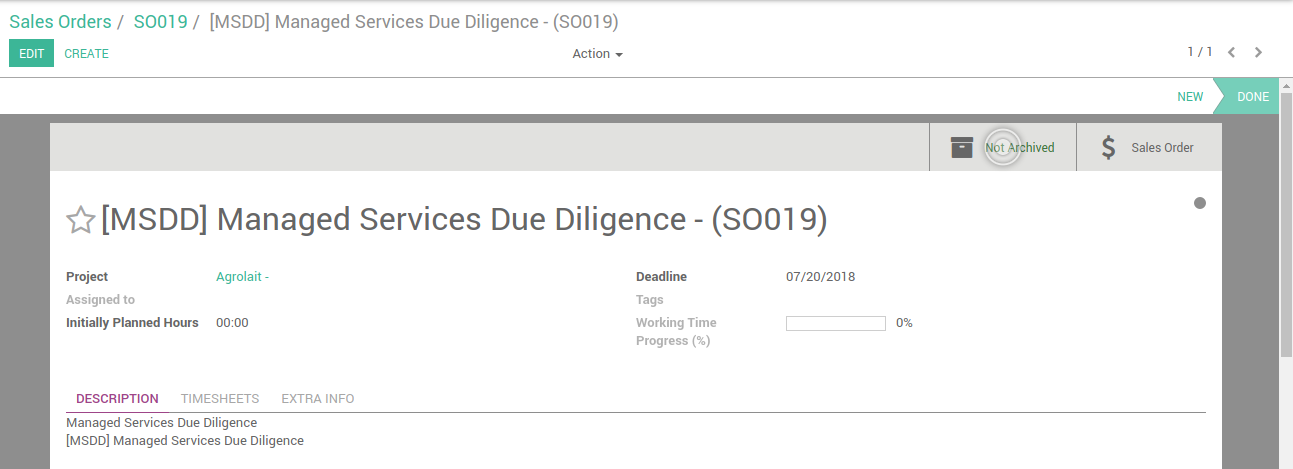 Sales Orders / SO019 / [MSDD] Managed Services Due Diligence - (SO019)
EDIT CREATE Action 1 / 1
NEW DONE
Not Archived $ Sales Order
[MSDD] Managed Services Due Diligence - (SO019)
Project Agrolait - Deadline 07/20/2018
Assigned to Tags
Initially Planned Hours 00:00 Working Time 0%
Progress (%)
DESCRIPTION TIMESHEETS EXTRA INFO
Managed Services Due Diligence
[MSDD] Managed Services Due Diligence